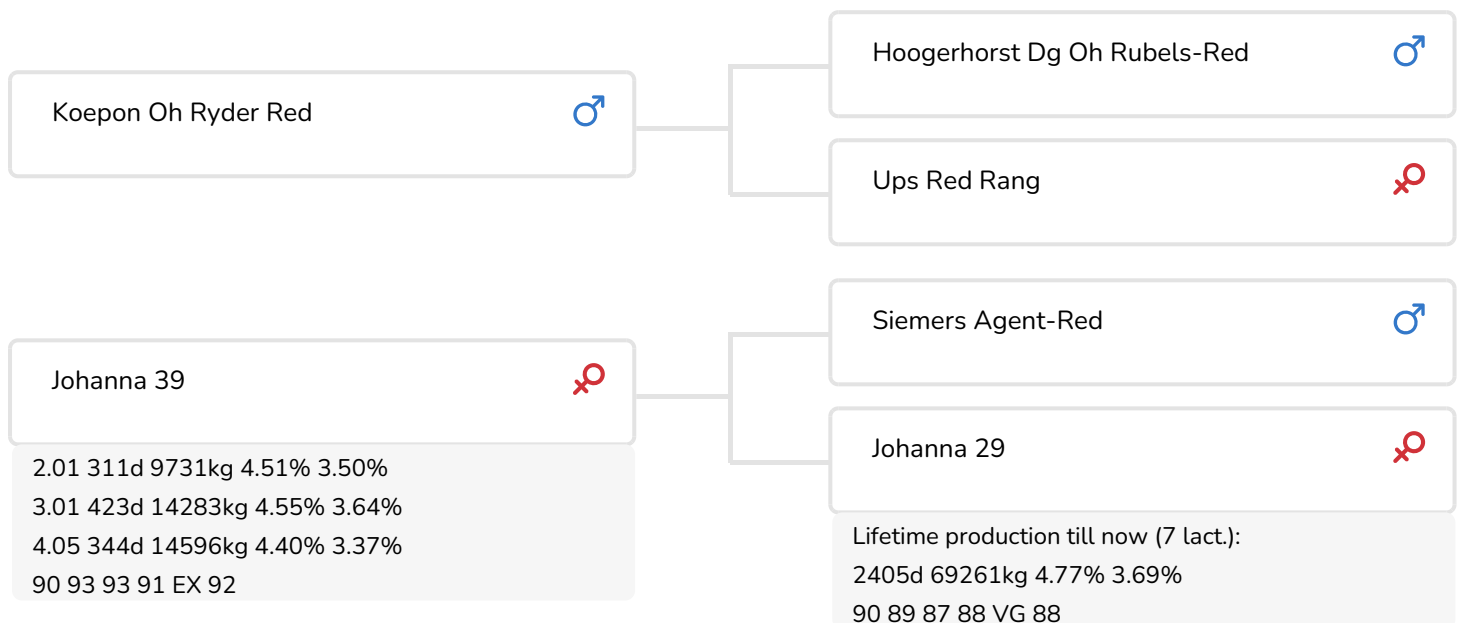 Koepon Oh Ryder Red
Hoogerhorst Dg Oh Rubels-Red
Ups Red Rang
Johanna 39
2.01 311d 9731kg 4.51% 3.50%
3.01 423d 14283kg 4.55% 3.64%
4.05 344d 14596kg 4.40% 3.37%
90 93 93 91 EX 92
Siemers Agent-Red
Johanna 29
Lifetime production till now (7 lact.):
2405d 69261kg 4.77% 3.69%
90 89 87 88 VG 88